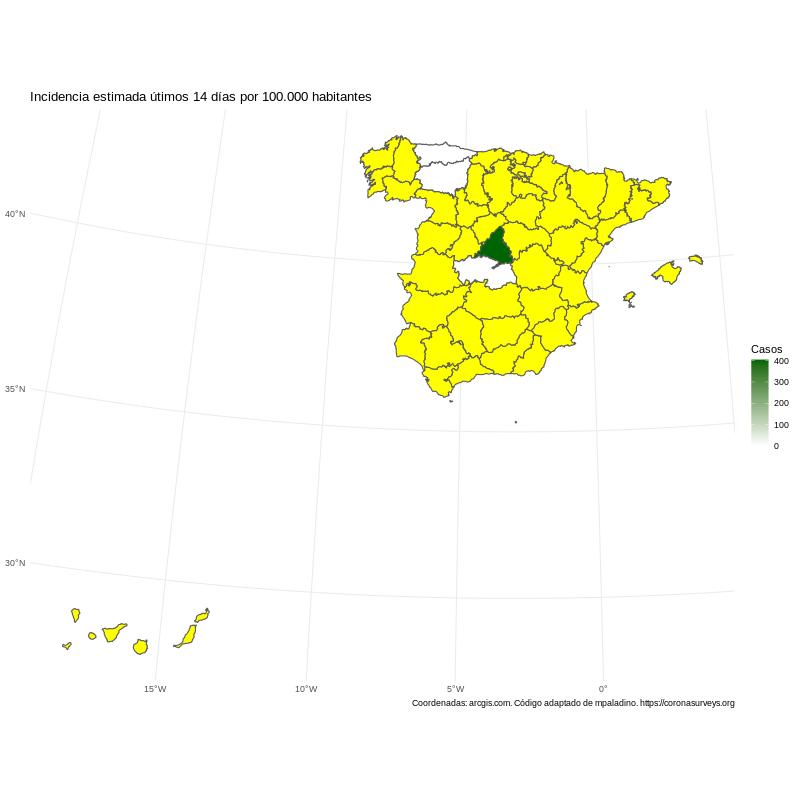 Incidencia estimada útimos 14 días por 100.000 habitantes
40°N
35°N
30°N
15°W
10°W
5°W
0°
Casos
400
300
200
100
0
Coordenadas: arcgis.com. Código adaptado de mpaladino. https://coronasurveys.org